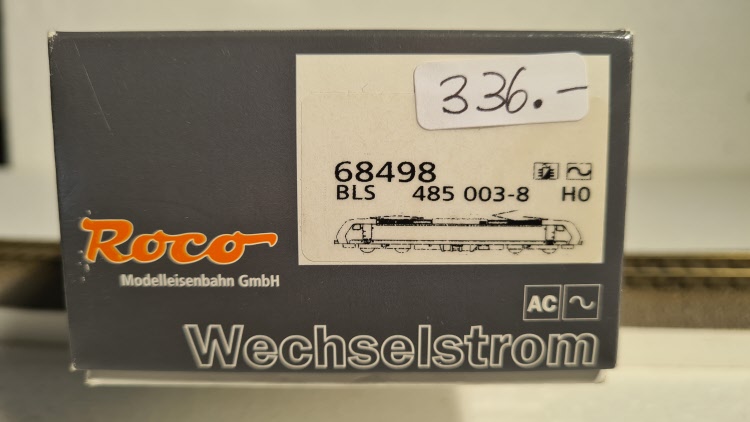 336.-
68498
BLS 485 003-8 H0
Roco
Modelleisenbahn GmbH
AC
Wechselstrom